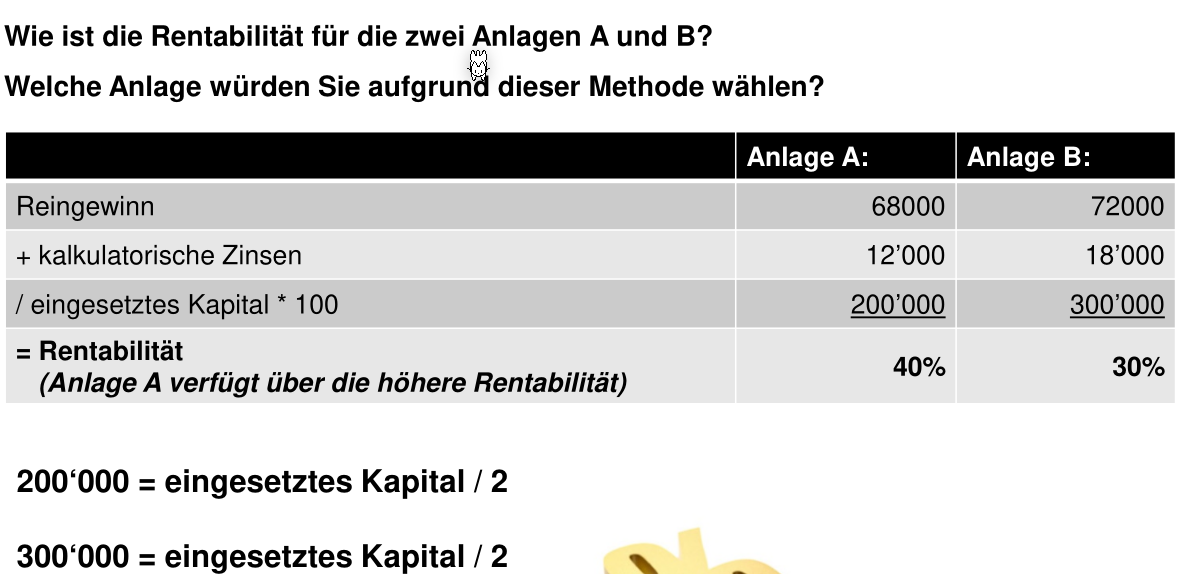 Wie ist die Rentabilität für die zwei Anlagen A und B?
Welche Anlage würden Sie aufgrund dieser Methode wählen?
Anlage A: Anlage B:
Reingewinn 68000 72000
+ kalkulatorische Zinsen 12’000 18’000
/ eingesetztes Kapital * 100 200’000 300’000
= Rentabilität
(Anlage A verfügt über die höhere Rentabilität) 40% 30%
200‘000 = eingesetztes Kapital / 2
300‘000 = eingesetztes Kapital / 2